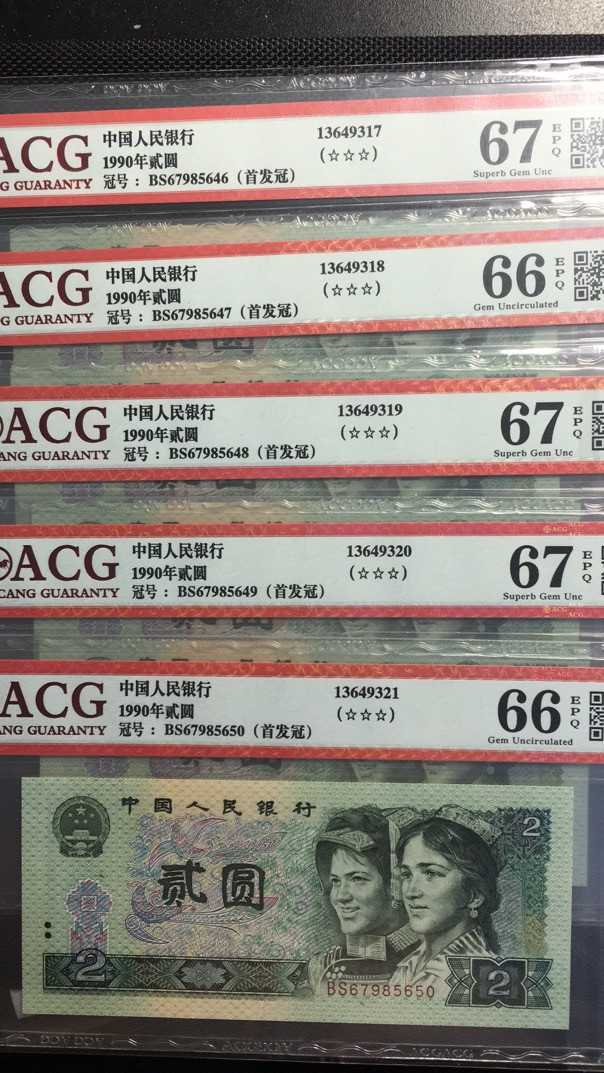 ACG
NG GUARANTY
中国人民银行
1990年贰圆
冠号：BS67985646（首发冠）
13649317
(☆☆☆)
67
EPQ
Superb Gem Unc
ACG
NG GUARANTY
中国人民银行
1990年贰圆
冠号：BS67985647（首发冠）
13649318
(☆☆☆)
66
EPQ
Gem Uncirculated
ACG
ANG GUARANTY
中国人民银行
1990年贰圆
冠号：BS67985648（首发冠）
13649319
(☆☆☆)
67
EPQ
Superb Gem Unc
ACG
CANG GUARANTY
中国人民银行
1990年贰圆
冠号：BS67985649（首发冠）
13649320
(☆☆☆)
67
EPQ
Superb Gem Unc
ACG
NG GUARANTY
中国人民银行
1990年贰圆
冠号：BS67985650（首发冠）
13649321
(☆☆☆)
66
EPQ
Gem Uncirculated
中国人民银行
2
贰圆
2
BS67985650
2